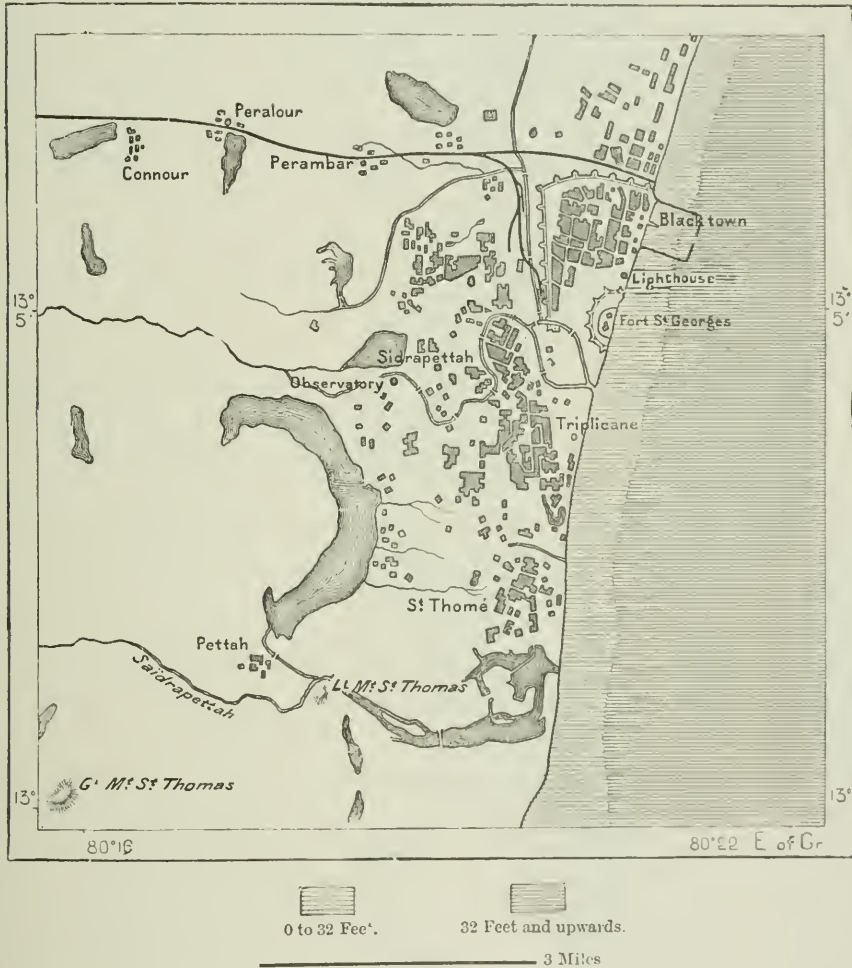 Peralour
Connour
Perambar
Black town
Lighthouse
13°
5'
13°
5'
Fort St Georges
Sidrapettah
Observatory
Triplicane
St Thomé
Pettah
Saïdrapettah
Lt Mt St Thomas
Gt Mt St Thomas
13°
13°
80°16
80°22 E of Gr
0 to 32 Feet.
32 Feet and upwards.
3 Miles